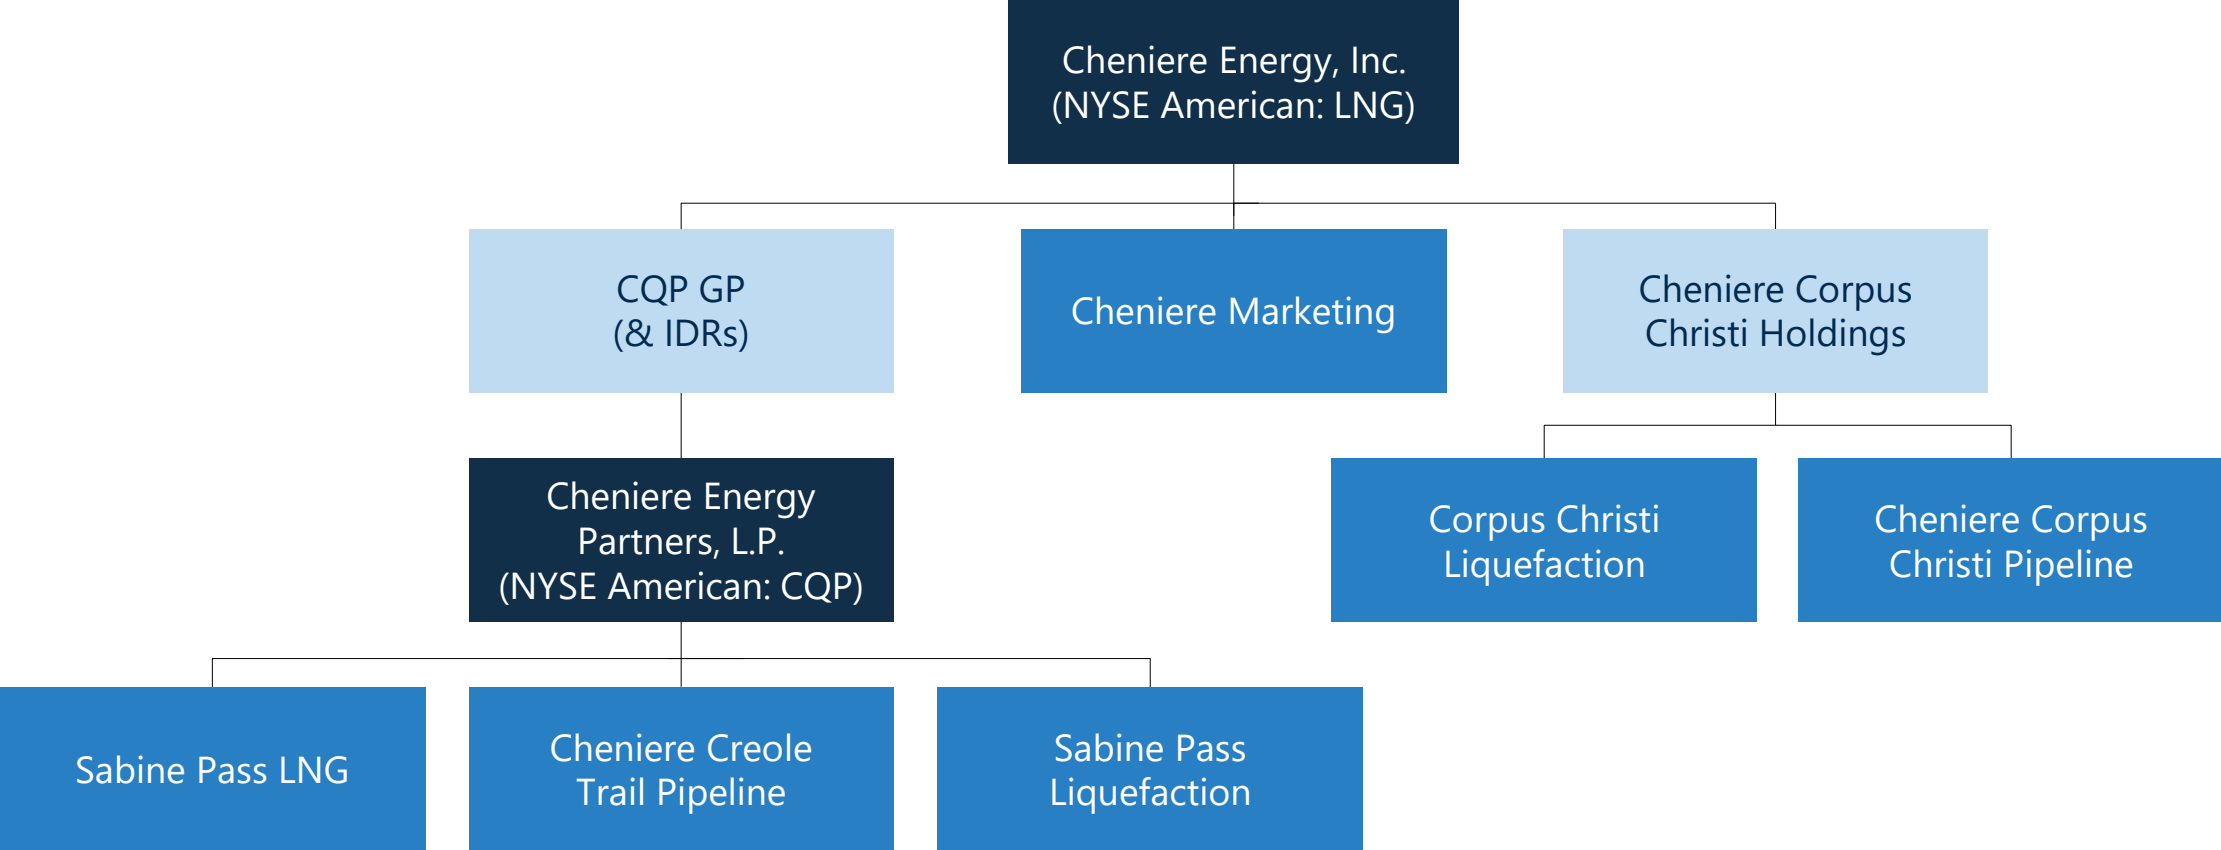 Cheniere Energy, Inc.
(NYSE American: LNG)
CQP GP
(& IDRs)
Cheniere Marketing
Cheniere Corpus
Christi Holdings
Cheniere Energy
Partners, L.P.
(NYSE American: CQP)
Corpus Christi
Liquefaction
Cheniere Corpus
Christi Pipeline
Sabine Pass LNG
Cheniere Creole
Trail Pipeline
Sabine Pass
Liquefaction